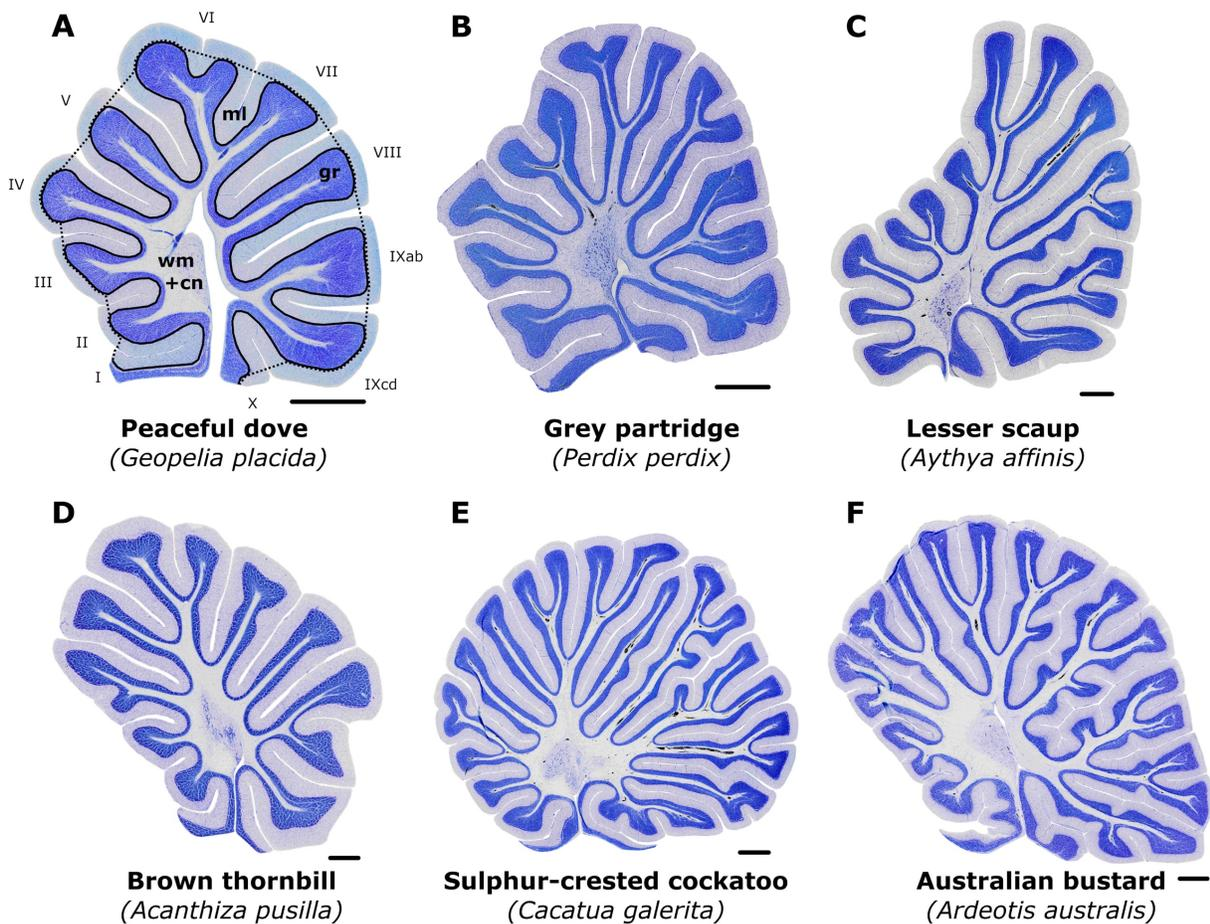 A
B
C
VI
VII
V
ml
VIII
gr
IV
IXab
wm
+cn
III
II
I
IXcd
X
Peaceful dove
(Geopelia placida)
Grey partridge
(Perdix perdix)
Lesser scaup
(Aythya affinis)
D
E
F
Brown thornbill
(Acanthiza pusilla)
Sulphur-crested cockatoo
(Cacatua galerita)
Australian bustard
(Ardeotis australis)